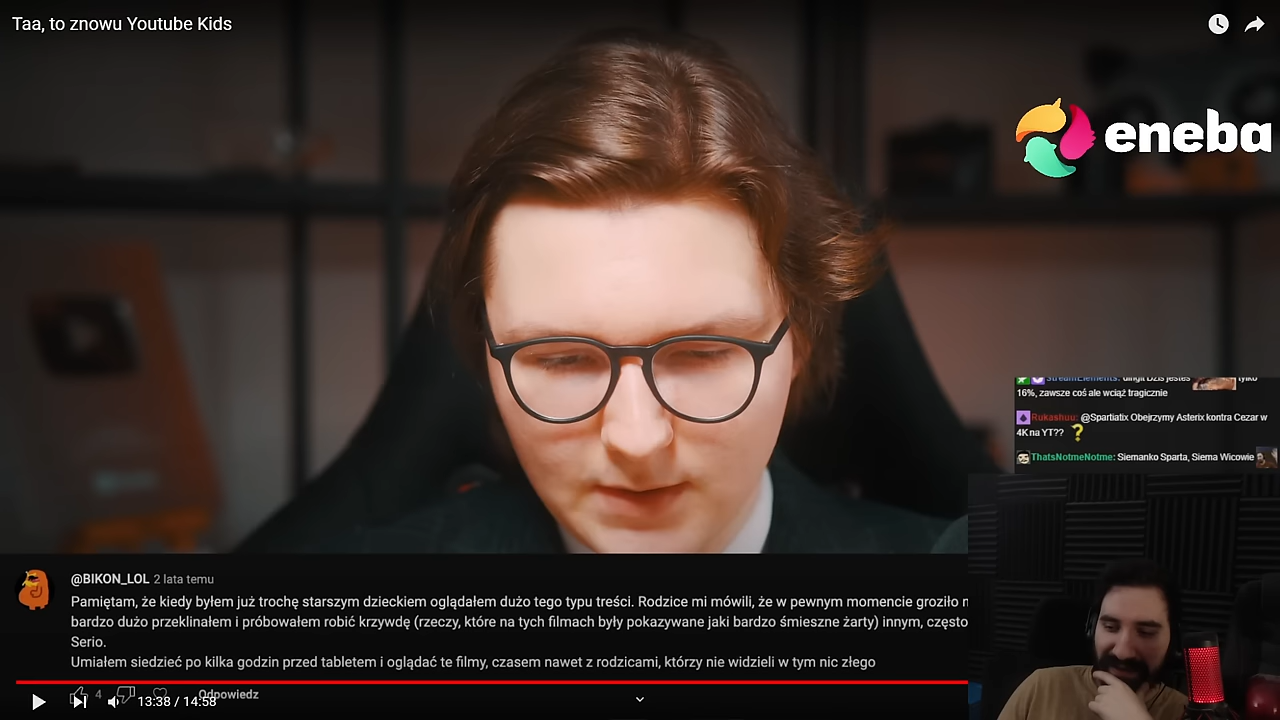 Taa, to znowu Youtube Kids
eneba
StreamElements: dingit Dziś jesteś tylko
16%, zawsze coś ale wciąż tragicznie
Rukashuu: @Spartiatix Obejrzymy Asterix kontra Cezar w
4K na YT??
ThatsNotmeNotme: Siemanko Sparta, Siema Wicowie
@BIKON_LOL 2 lata temu
Pamiętam, że kiedy byłem już trochę starszym dzieckiem oglądałem dużo tego typu treści. Rodzice mi mówili, że w pewnym momencie groziło
bardzo dużo przeklinałem i próbowałem robić krzywdę (rzeczy, które na tych filmach były pokazywane jaki bardzo śmieszne żarty) innym, często
Serio.
Umiałem siedzieć po kilka godzin przed tabletem i oglądać te filmy, czasem nawet z rodzicami, którzy nie widzieli w tym nic złego
4 Odpowiedz
13:38 / 14:58